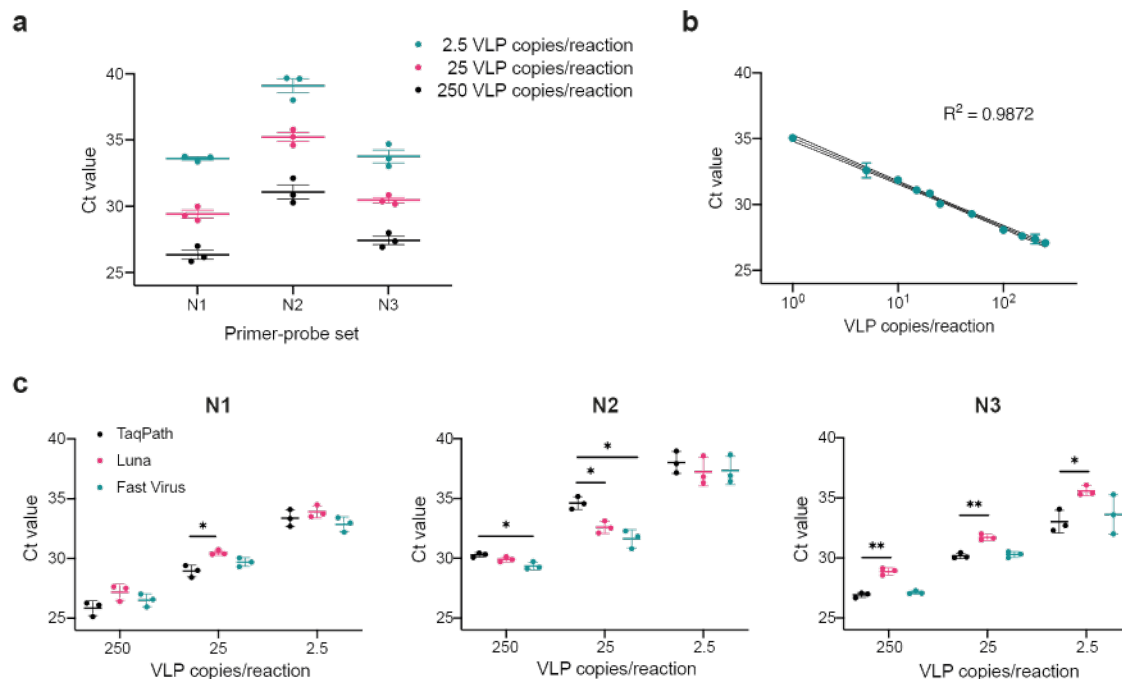 a
2.5 VLP copies/reaction
25 VLP copies/reaction
250 VLP copies/reaction
40
35
30
25
Ct value
N1 N2 N3
Primer-probe set
b
R² = 0.9872
40
35
30
25
Ct value
10⁰ 10¹ 10²
VLP copies/reaction
c
N1
TaqPath
Luna
Fast Virus
*
40
35
30
25
Ct value
250 25 2.5
VLP copies/reaction
N2
*
*
*
40
35
30
25
Ct value
250 25 2.5
VLP copies/reaction
N3
*
**
**
40
35
30
25
Ct value
250 25 2.5
VLP copies/reaction